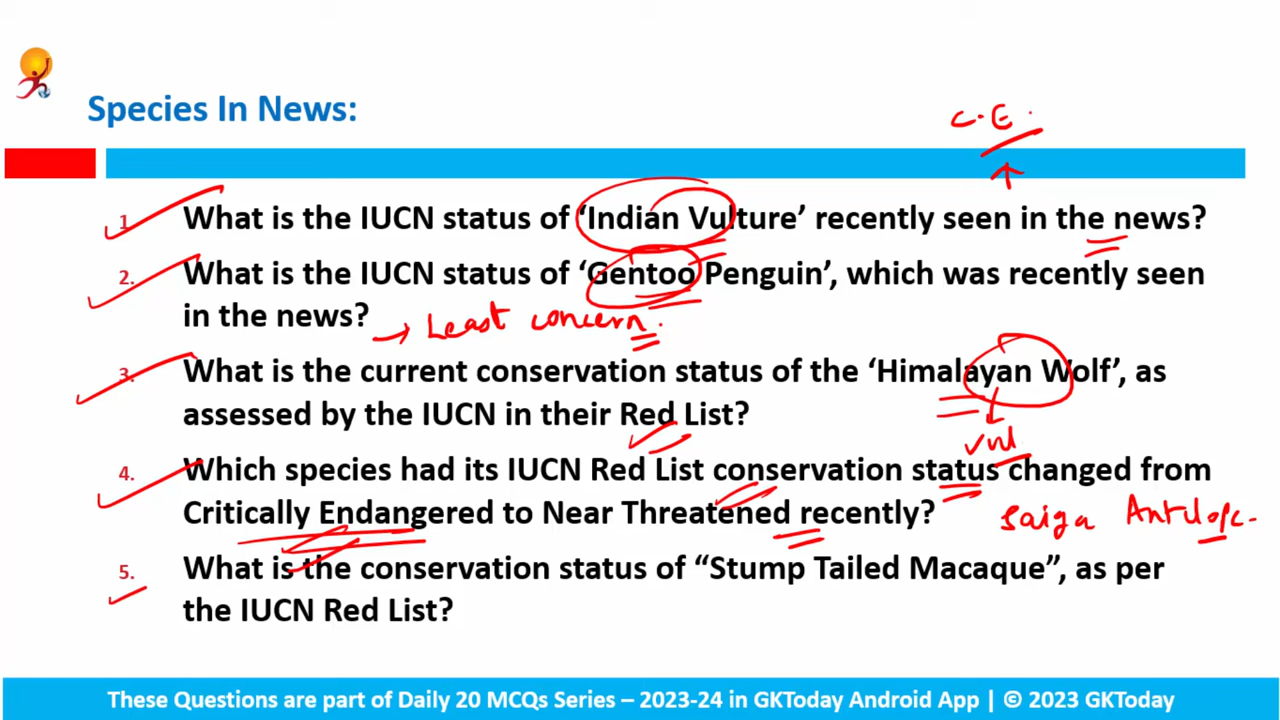 Species In News:
C.E.
1. What is the IUCN status of ‘Indian Vulture’ recently seen in the news?
2. What is the IUCN status of ‘Gentoo Penguin’, which was recently seen
in the news?
→ Least concern.
3. What is the current conservation status of the ‘Himalayan Wolf’, as
assessed by the IUCN in their Red List?
vul
4. Which species had its IUCN Red List conservation status changed from
Critically Endangered to Near Threatened recently?
Saiga Antilope.
5. What is the conservation status of “Stump Tailed Macaque”, as per
the IUCN Red List?
These Questions are part of Daily 20 MCQs Series – 2023-24 in GKToday Android App | © 2023 GKToday